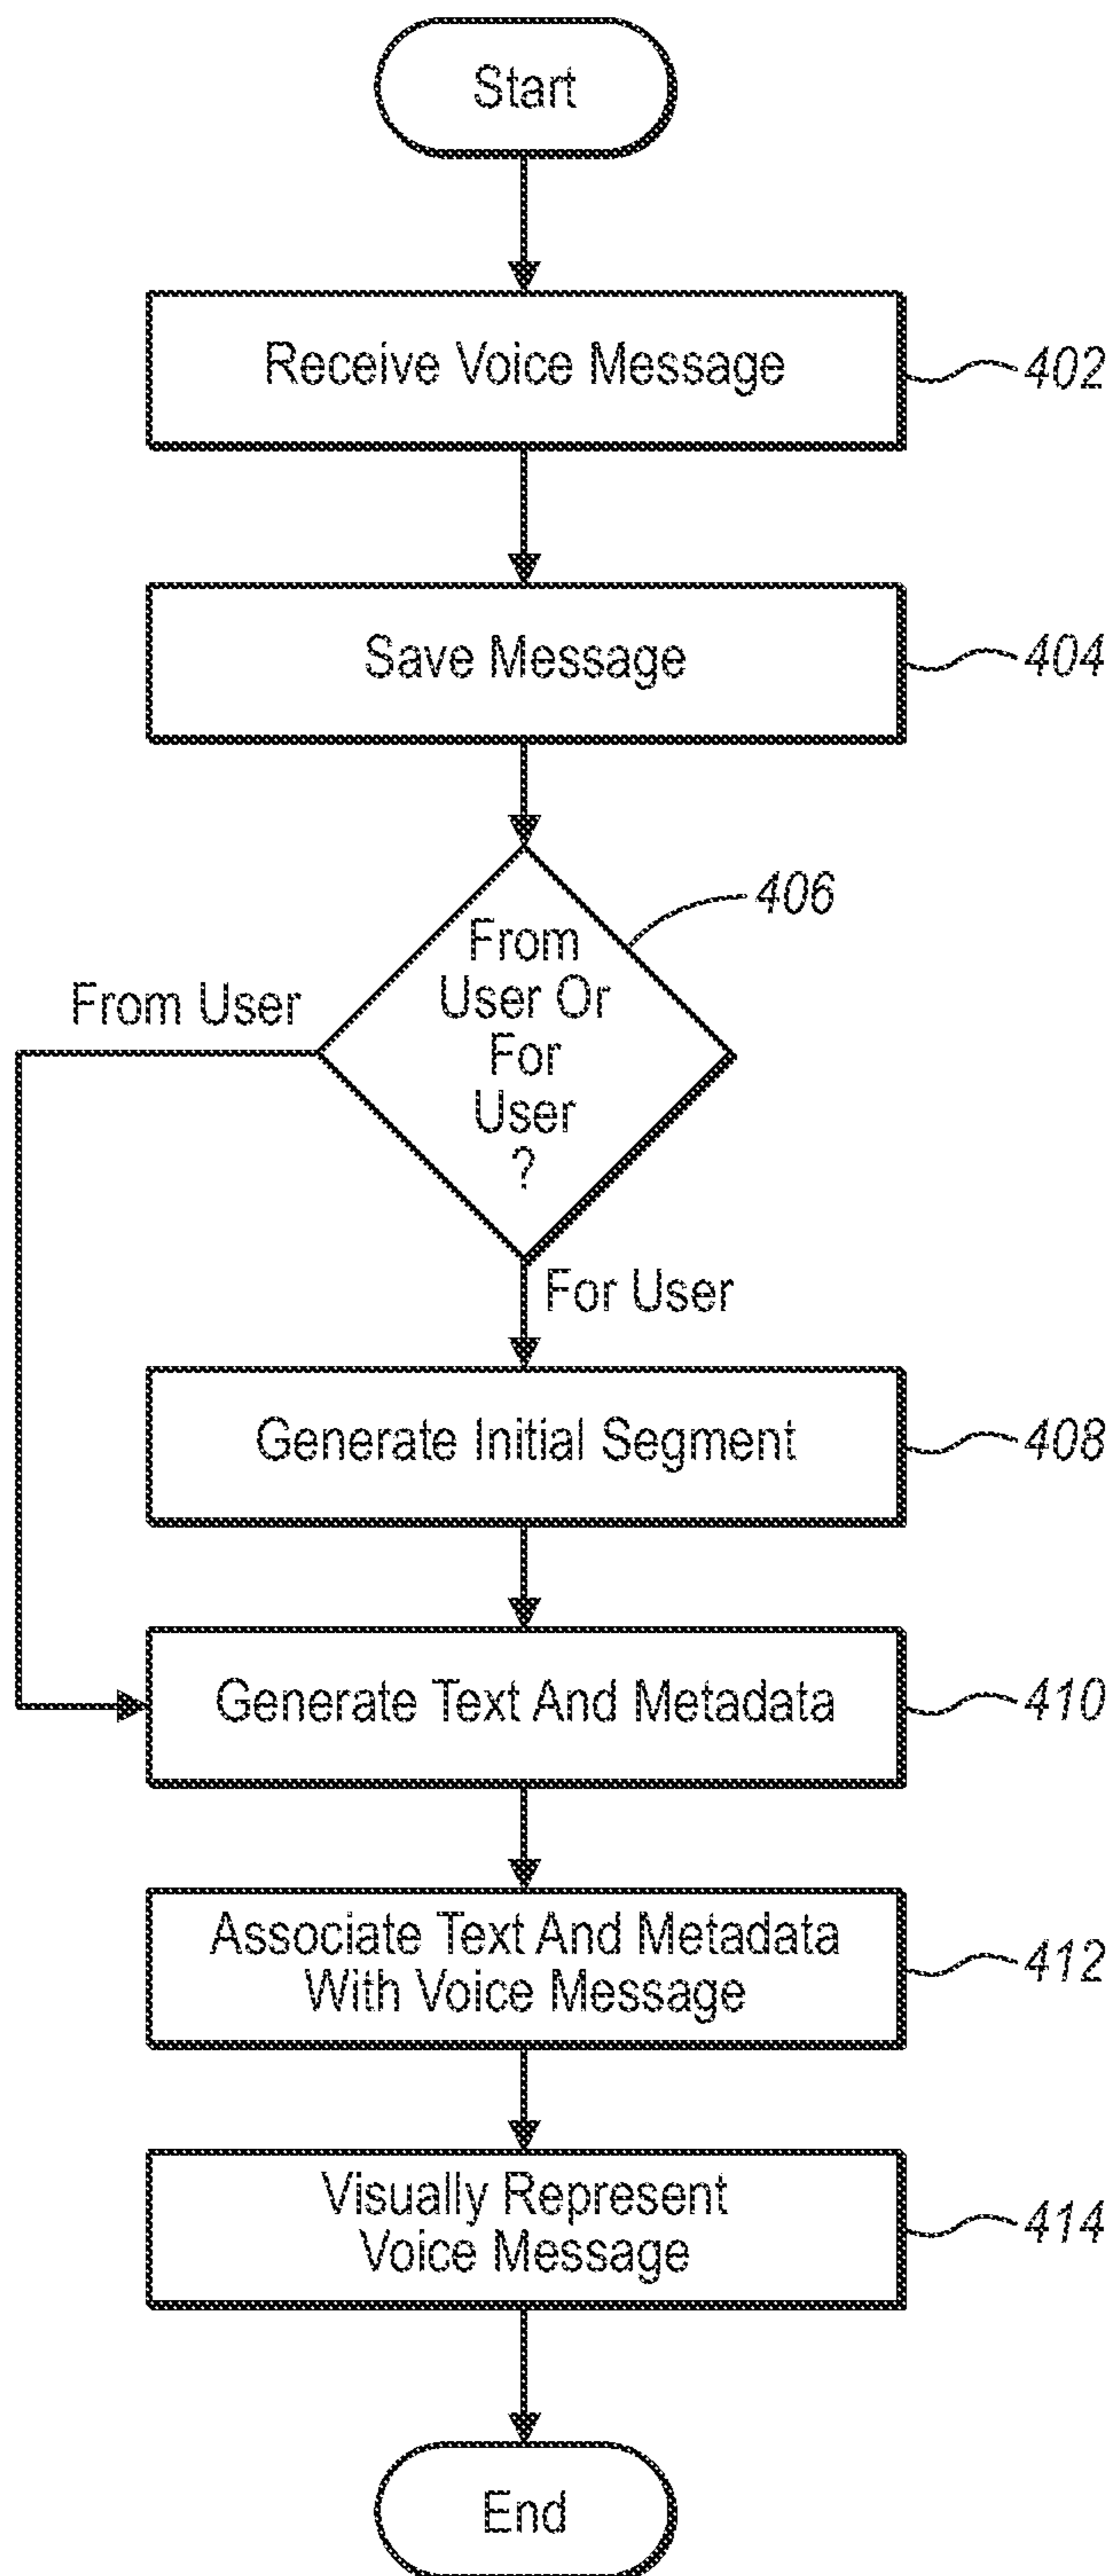 Start
Receive Voice Message
402
Save Message
404
406
From
User Or
For
User
?
From User
For User
Generate Initial Segment
408
Generate Text And Metadata
410
Associate Text And Metadata
With Voice Message
412
Visually Represent
Voice Message
414
End